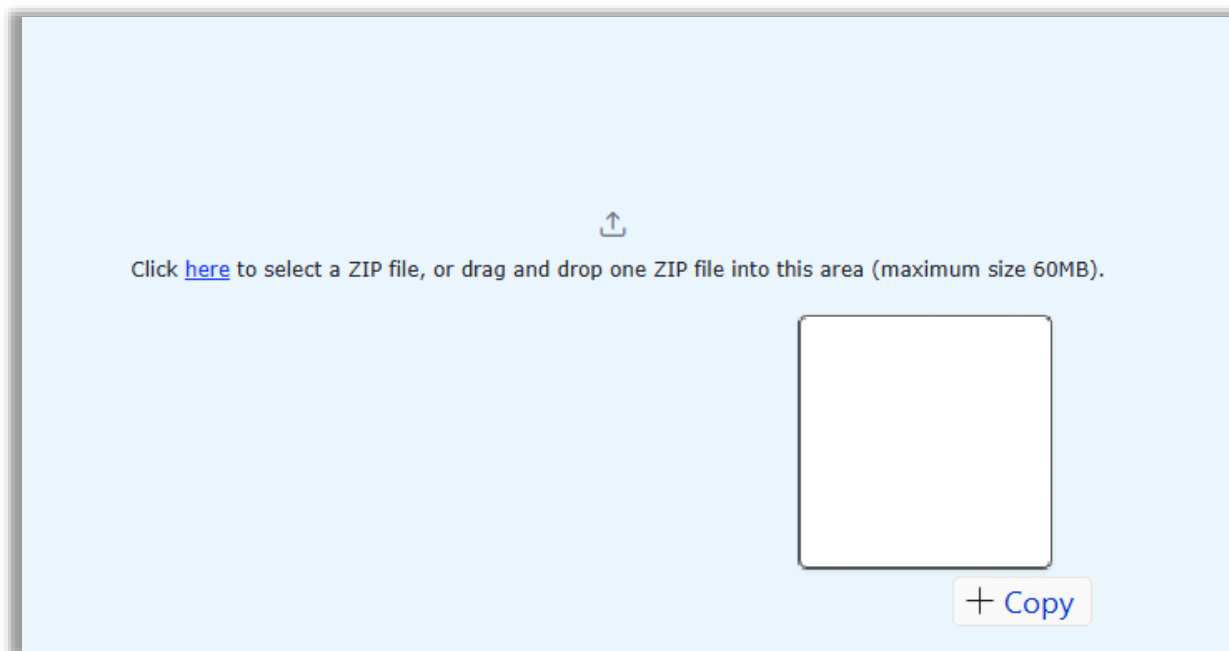 Click here to select a ZIP file, or drag and drop one ZIP file into this area (maximum size 60MB).
+ Copy